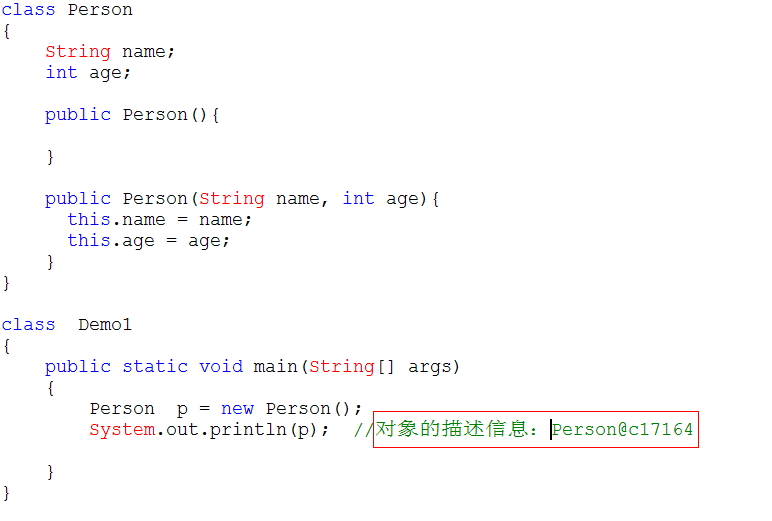 class Person
{
    String name;
    int age;

    public Person(){

    }

    public Person(String name, int age){
      this.name = name;
      this.age = age;
    }
}

class  Demo1
{
    public static void main(String[] args)
    {
        Person  p = new Person();
        System.out.println(p);  //对象的描述信息：Person@c17164

    }
}